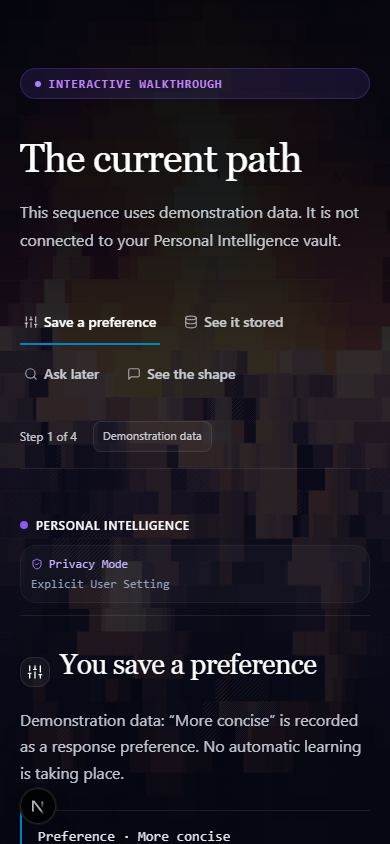 INTERACTIVE WALKTHROUGH
The current path
This sequence uses demonstration data. It is not
connected to your Personal Intelligence vault.
Save a preference See it stored
Ask later See the shape
Step 1 of 4 Demonstration data
PERSONAL INTELLIGENCE
Privacy Mode
Explicit User Setting
You save a preference
Demonstration data: “More concise” is recorded
as a response preference. No automatic learning
is taking place.
N
Preference · More concise